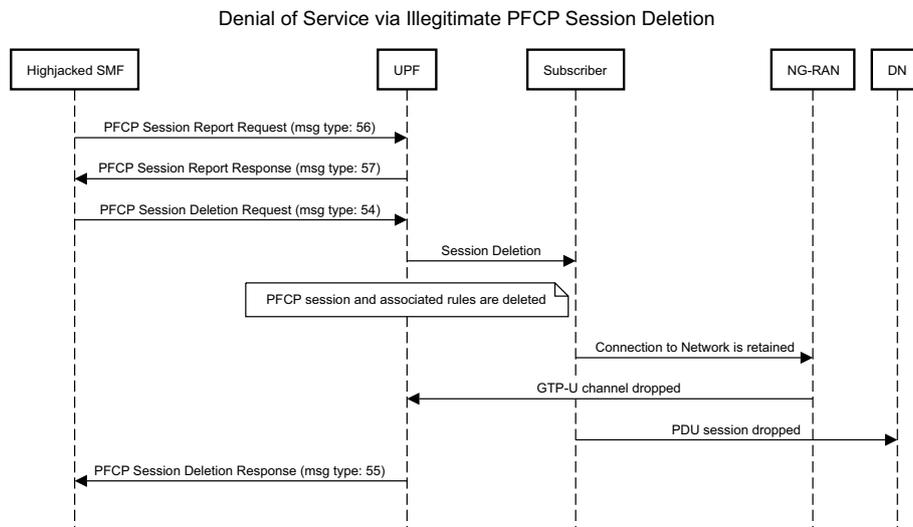 Denial of Service via Illegitimate PFCP Session Deletion
Highjacked SMF
UPF
Subscriber
NG-RAN
DN
PFCP Session Report Request (msg type: 56)
PFCP Session Report Response (msg type: 57)
PFCP Session Deletion Request (msg type: 54)
Session Deletion
PFCP session and associated rules are deleted
Connection to Network is retained
GTP-U channel dropped
PDU session dropped
PFCP Session Deletion Response (msg type: 55)